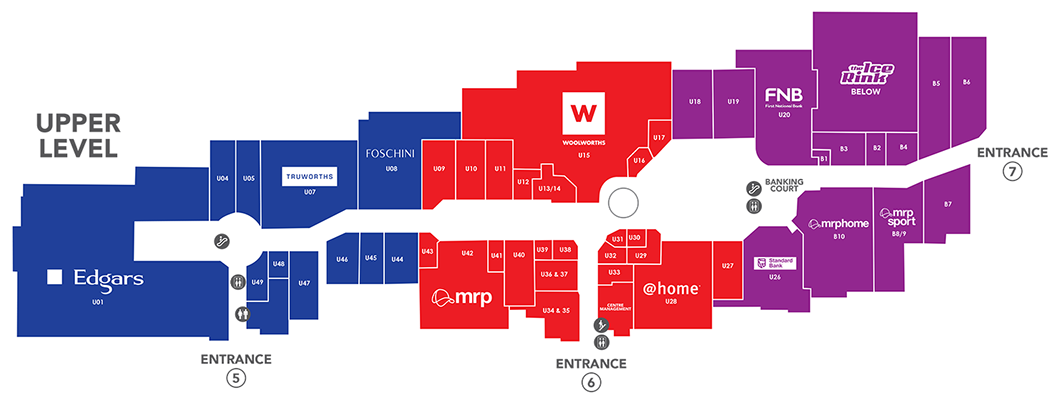 UPPER
LEVEL
Edgars
U01
U04
U05
TRUWORTHS
U07
FOSCHINI
U08
U09
U10
U11
U12
U13/14
W
WOOLWORTHS
U15
U16
U17
U18
U19
FNB
First National Bank
U20
the Ice
Rink
BELOW
B1
B3
B2
B4
B5
B6
ENTRANCE
7
BANKING
COURT
mrphome
B10
mrp
sport
B8/9
B7
Standard
Bank
U26
U27
@home
U28
U29
U30
U31
U32
U33
CENTRE
MANAGEMENT
U34 & 35
U36 & 37
U38
U39
U40
U41
U42
mrp
U43
U44
U45
U46
U47
U48
U49
ENTRANCE
5
ENTRANCE
6